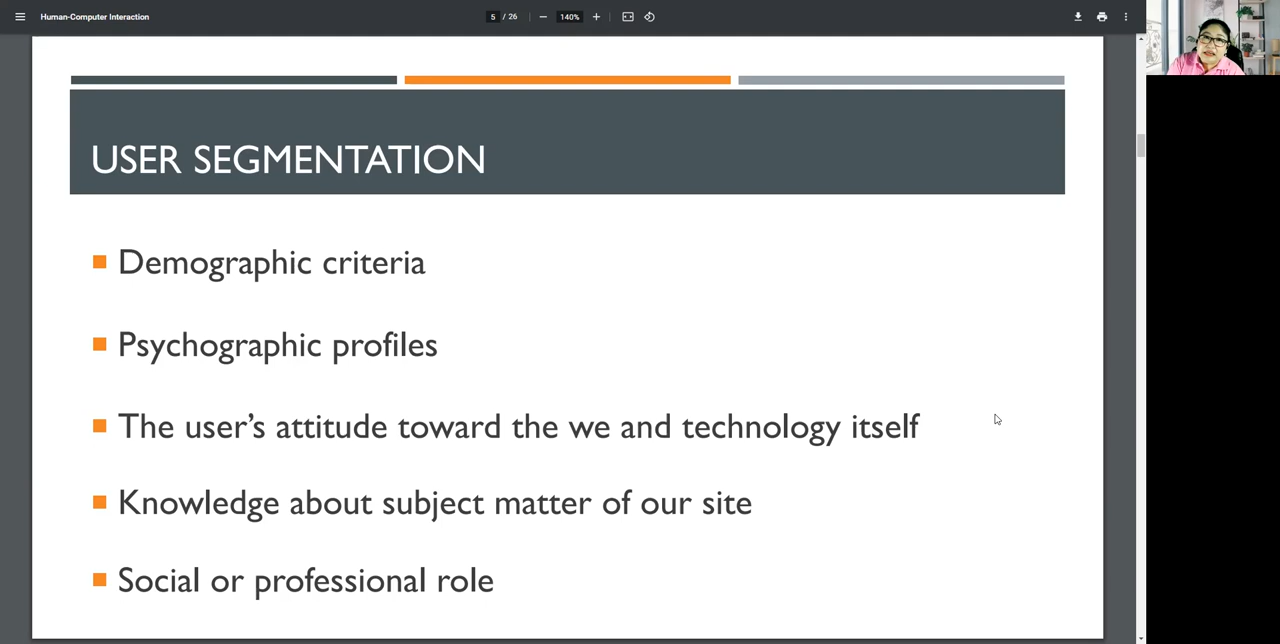 Human-Computer Interaction
5 / 26
140%
USER SEGMENTATION
Demographic criteria
Psychographic profiles
The user's attitude toward the we and technology itself
Knowledge about subject matter of our site
Social or professional role